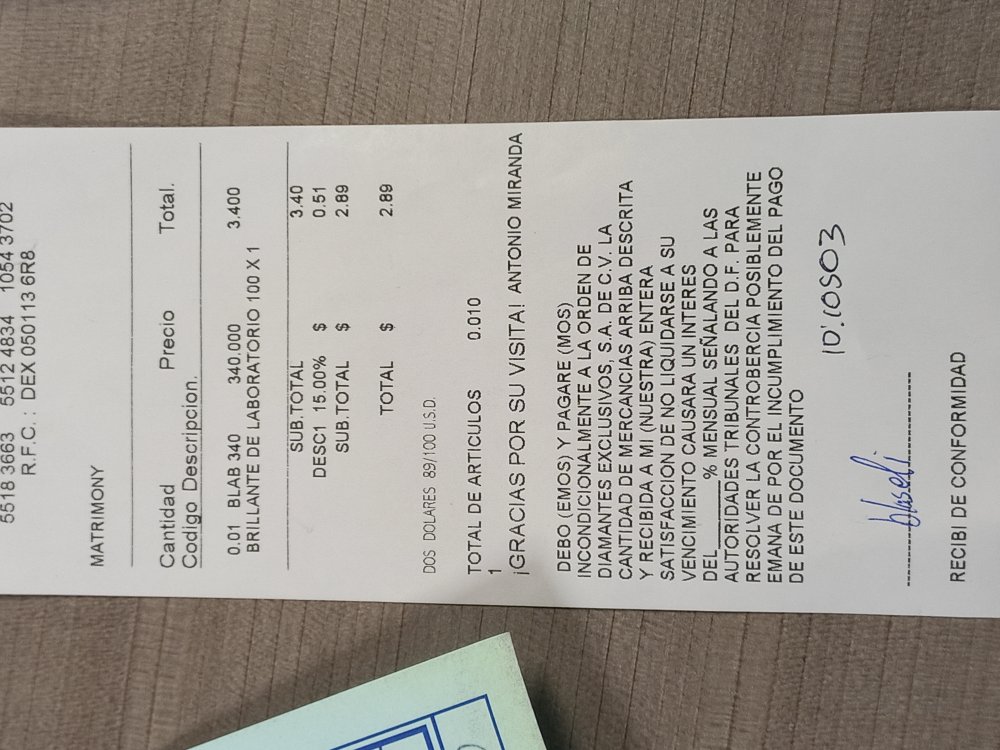 5518 3663 5512 4834 1054 3702
R.F.C. : DEX 050113 6R8
MATRIMONY
Cantidad Precio Total.
Codigo Descripcion.
0.01 BLAB 340 340.000 3.400
BRILLANTE DE LABORATORIO 100 X 1
SUB.TOTAL 3.40
DESC1 15.00% $ 0.51
SUB.TOTAL $ 2.89
TOTAL $ 2.89
DOS DOLARES 89/100 U.S.D.
TOTAL DE ARTICULOS 0.010
1
¡GRACIAS POR SU VISITA! ANTONIO MIRANDA
DEBO (EMOS) Y PAGARE (MOS)
INCONDICIONALMENTE A LA ORDEN DE
DIAMANTES EXCLUSIVOS, S.A. DE C.V. LA
CANTIDAD DE MERCANCIAS ARRIBA DESCRITA
Y RECIBIDA A MI (NUESTRA) ENTERA
SATISFACCION DE NO LIQUIDARSE A SU
VENCIMIENTO CAUSARA UN INTERES
DEL______% MENSUAL SEÑALANDO A LAS
AUTORIDADES TRIBUNALES DEL D.F. PARA
RESOLVER LA CONTROBERCIA POSIBLEMENTE
EMANA DE POR EL INCUMPLIMIENTO DEL PAGO
DE ESTE DOCUMENTO
RECIBI DE CONFORMIDAD